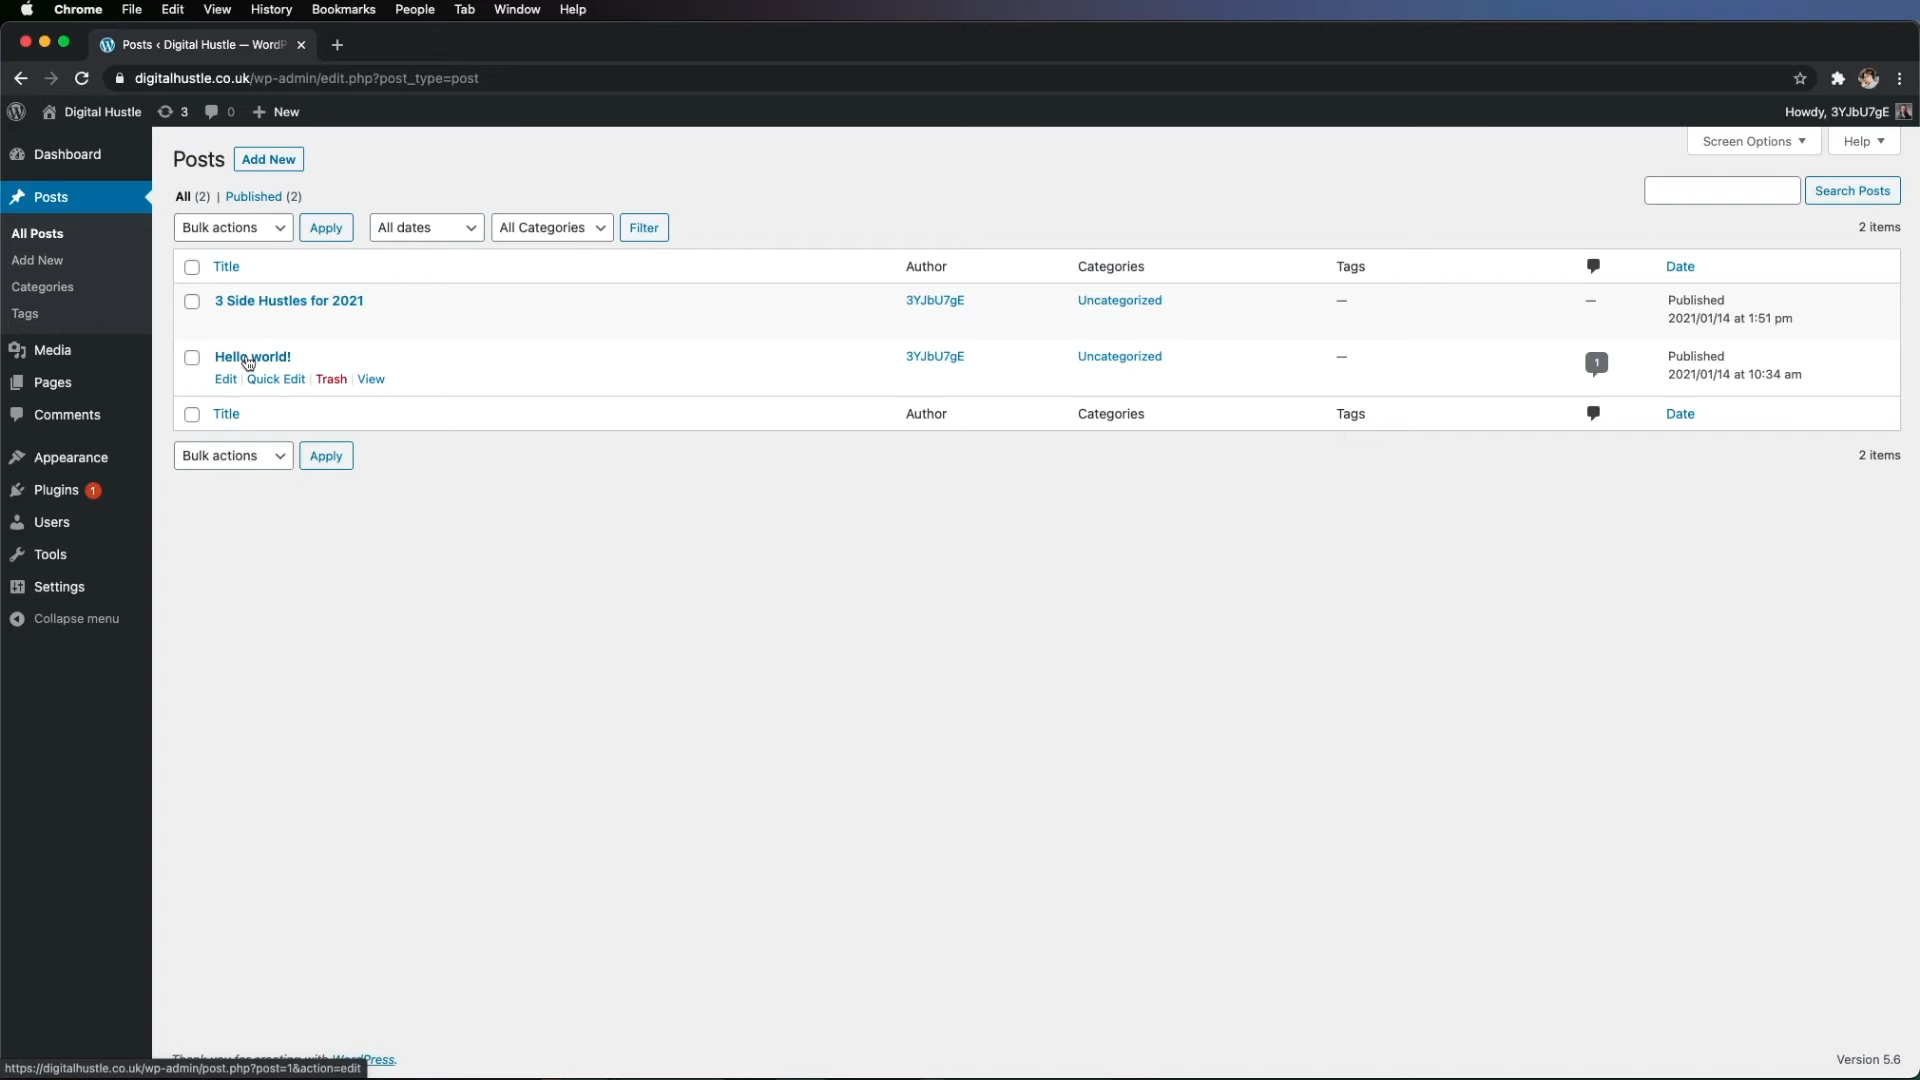 Chrome File Edit View History Bookmarks People Tab Window Help
Posts ‹ Digital Hustle — WordP
digitalhustle.co.uk/wp-admin/edit.php?post_type=post
Digital Hustle 3 0 New Howdy, 3YJbU7gE
Dashboard
Posts
All Posts
Add New
Categories
Tags
Media
Pages
Comments
Appearance
Plugins 1
Users
Tools
Settings
Collapse menu
Screen Options Help
Posts Add New
All (2) | Published (2)
Search Posts
Bulk actions Apply All dates All Categories Filter 2 items
Title Author Categories Tags Date
3 Side Hustles for 2021 3YJbU7gE Uncategorized — — Published
2021/01/14 at 1:51 pm
Hello world! 3YJbU7gE Uncategorized — 1 Published
Edit | Quick Edit | Trash | View 2021/01/14 at 10:34 am
Title Author Categories Tags Date
Bulk actions Apply 2 items
Thank you for creating with WordPress. Version 5.6
https://digitalhustle.co.uk/wp-admin/post.php?post=1&action=edit